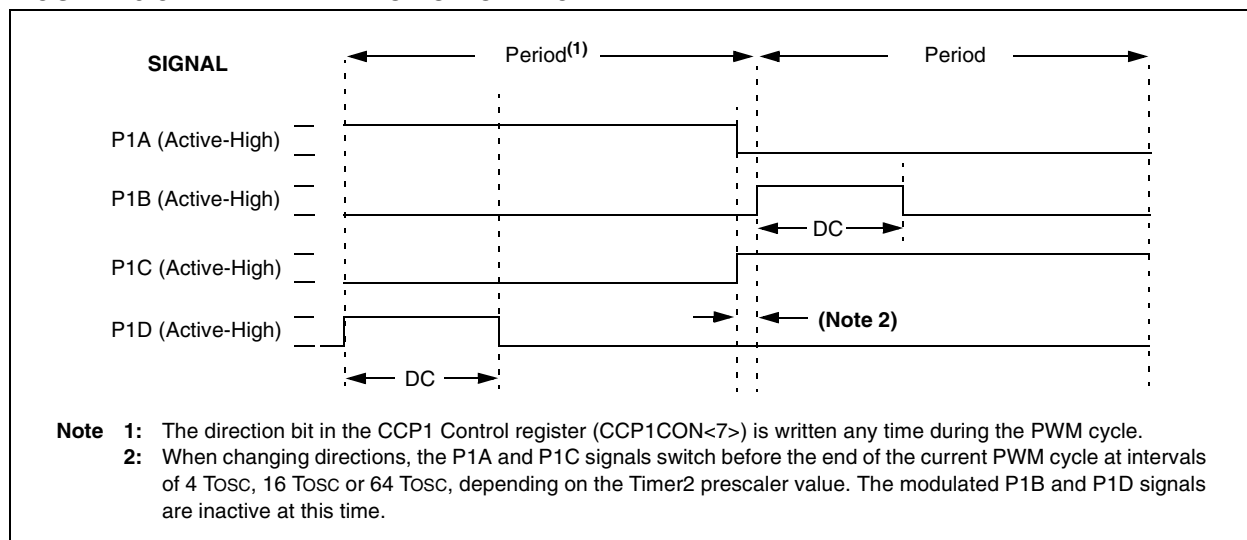 SIGNAL
Period(1)
Period
P1A (Active-High)
P1B (Active-High)
DC
P1C (Active-High)
P1D (Active-High)
(Note 2)
DC
Note 1: The direction bit in the CCP1 Control register (CCP1CON<7>) is written any time during the PWM cycle.
2: When changing directions, the P1A and P1C signals switch before the end of the current PWM cycle at intervals
of 4 TOSC, 16 TOSC or 64 TOSC, depending on the Timer2 prescaler value. The modulated P1B and P1D signals
are inactive at this time.